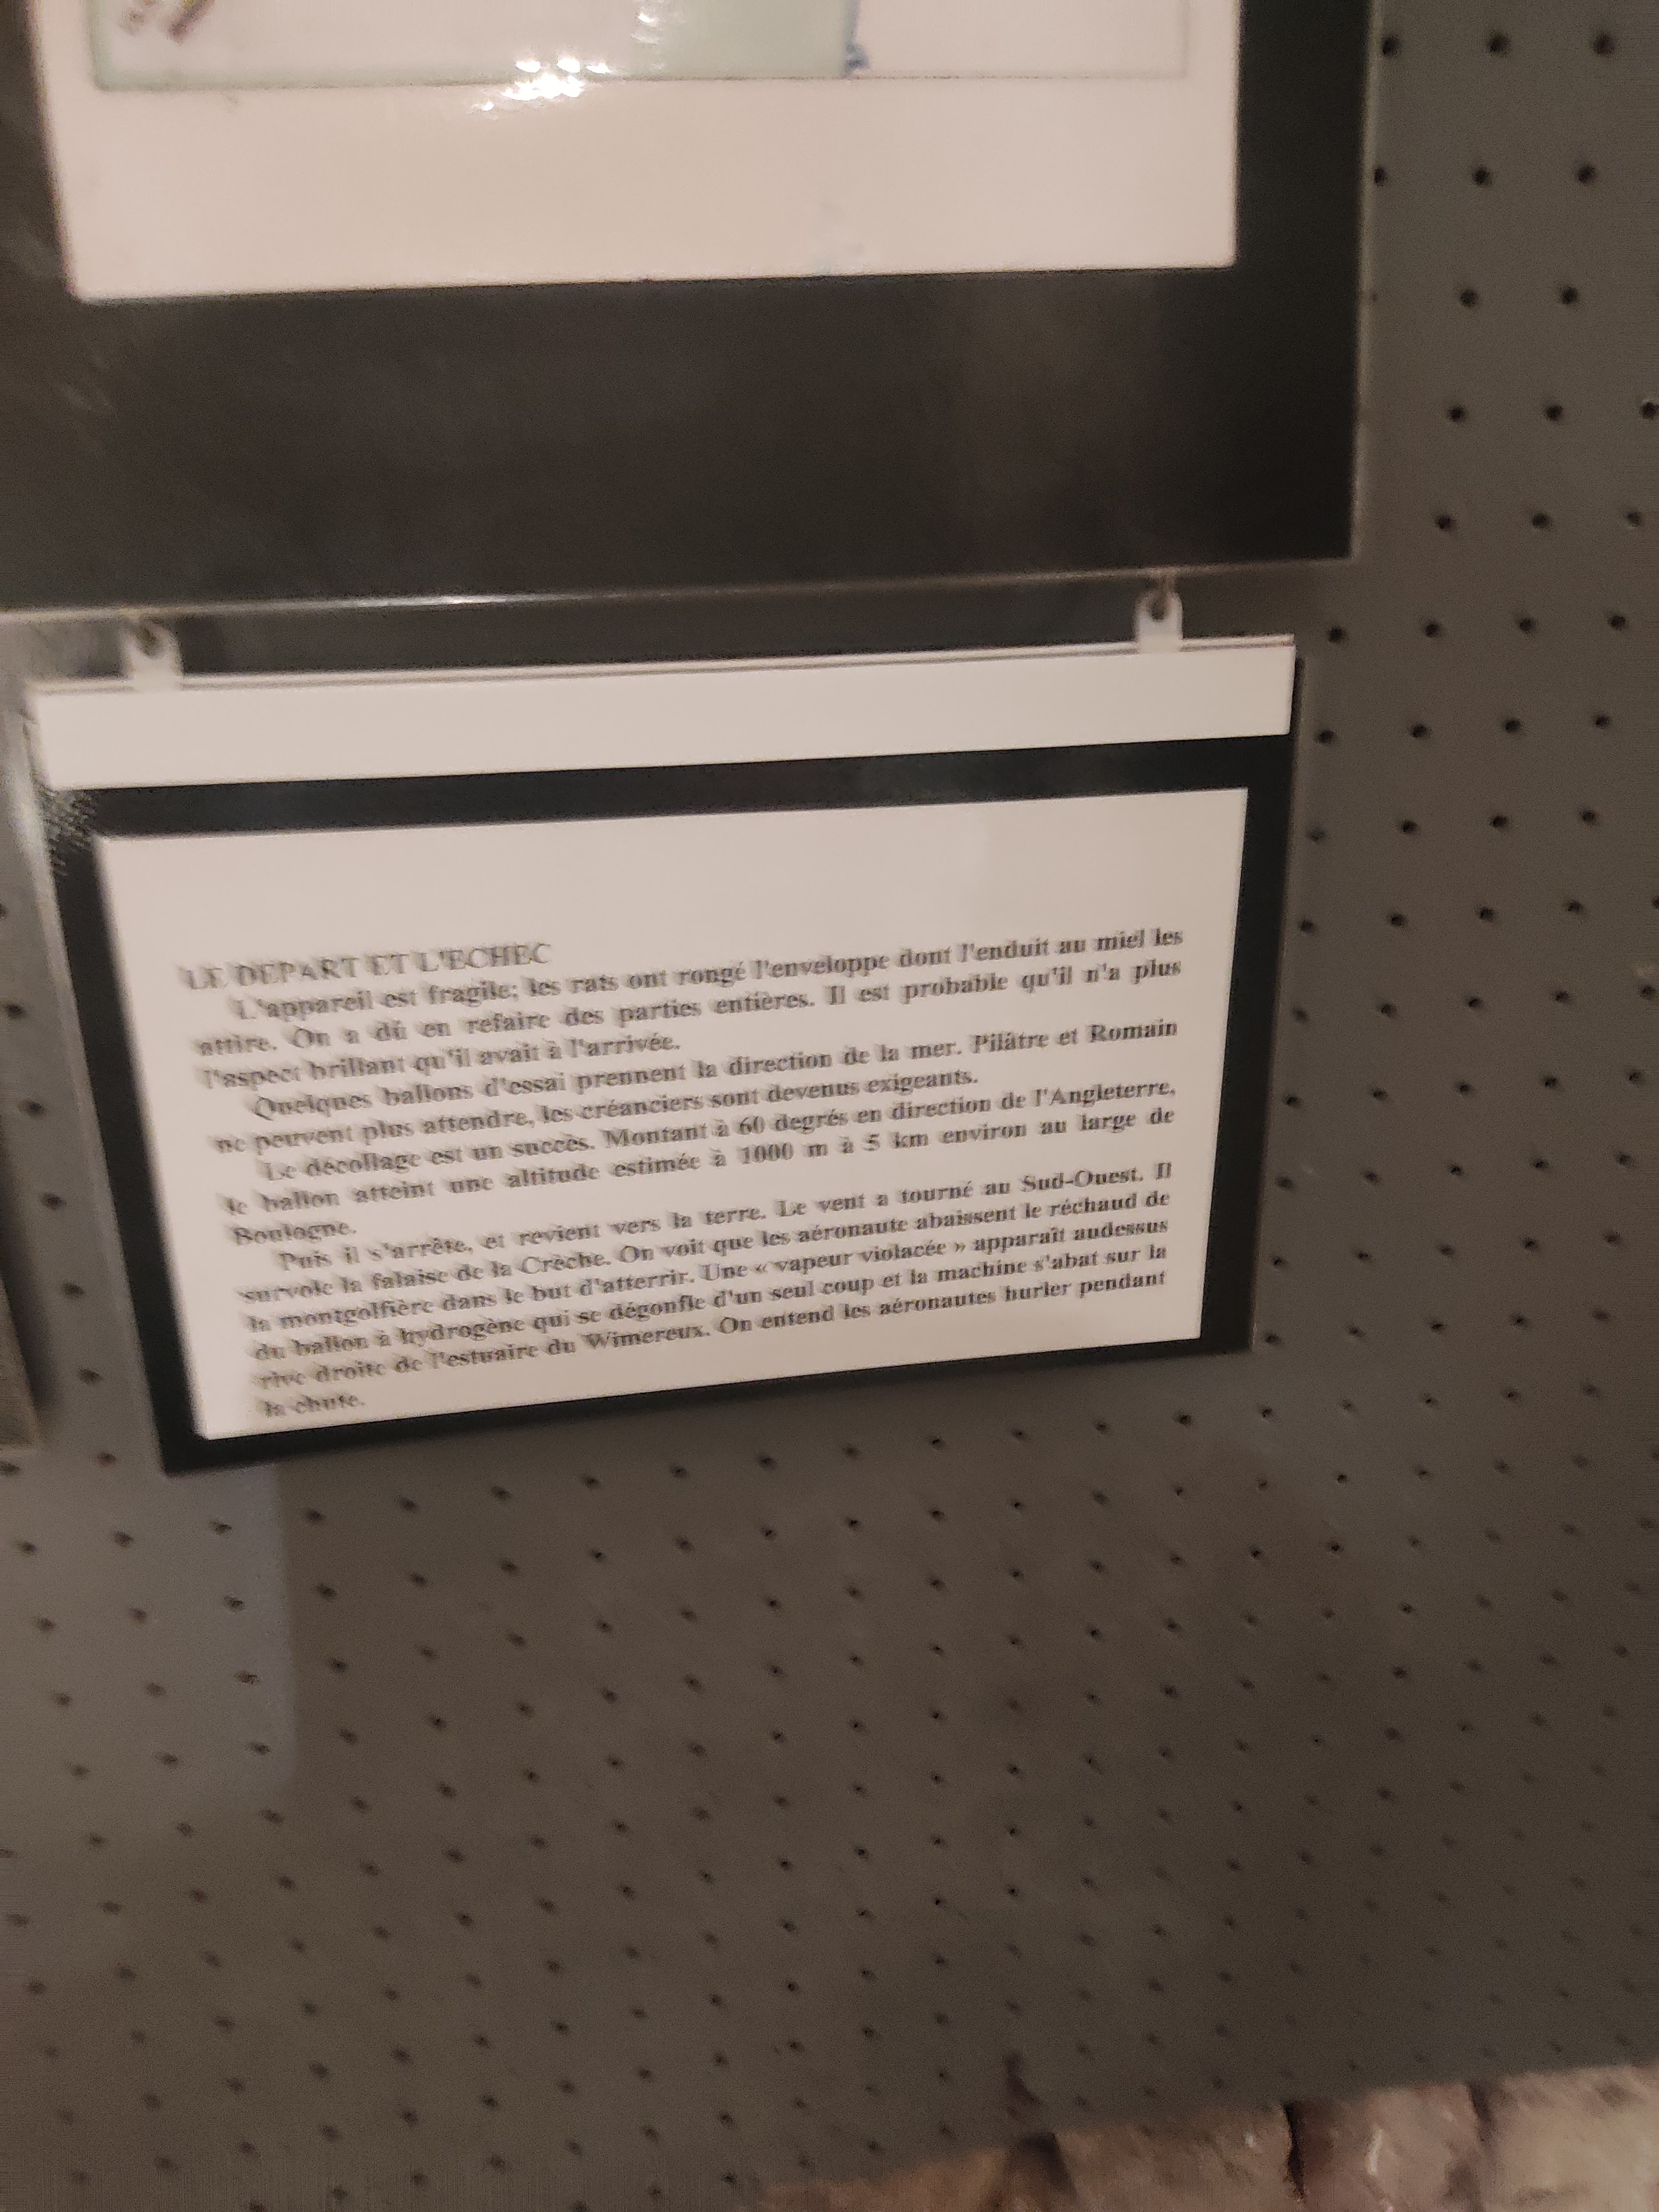 LE DEPART ET L'ECHEC
L'appareil est fragile; les rats ont rongé l'enveloppe dont l'enduit au miel les
attire. On a dû en refaire des parties entières. Il est probable qu'il n'a plus
l'aspect brillant qu'il avait à l'arrivée.
Quelques ballons d'essai prennent la direction de la mer. Pilâtre et Romain
ne peuvent plus attendre, les créanciers sont devenus exigeants.
Le décollage est un succès. Montant à 60 degrés en direction de l'Angleterre,
le ballon atteint une altitude estimée à 1000 m à 5 km environ au large de
Boulogne.
Puis il s'arrête, et revient vers la terre. Le vent a tourné au Sud-Ouest. Il
survole la falaise de la Crèche. On voit que les aéronaute abaissent le réchaud de
la montgolfière dans le but d'atterrir. Une « vapeur violacée » apparaît audessus
du ballon à hydrogène qui se dégonfle d'un seul coup et la machine s'abat sur la
rive droite de l'estuaire du Wimereux. On entend les aéronautes hurler pendant
la chute.